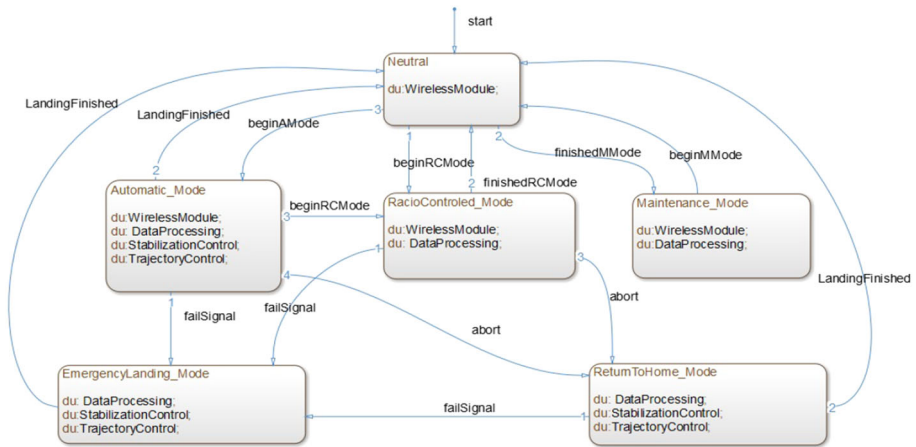 start
Neutral
du:WirelessModule;
LandingFinished
LandingFinished
beginAMode
3
1
2
beginRCMode
finishedMMode
beginMMode
2
2
finishedRCMode
Automatic_Mode
du:WirelessModule;
du: DataProcessing;
du:StabilizationControl;
du:TrajectoryControl;
3
beginRCMode
RacioControled_Mode
du:WirelessModule;
du: DataProcessing;
Maintenance_Mode
du:WirelessModule;
du:DataProcessing;
1
3
4
LandingFinished
abort
1
failSignal
failSignal
abort
EmergencyLanding_Mode
du: DataProcessing;
du:StabilizationControl;
du:TrajectoryControl;
failSignal
1
ReturnToHome_Mode
du: DataProcessing;
du:StabilizationControl;
du:TrajectoryControl;
2